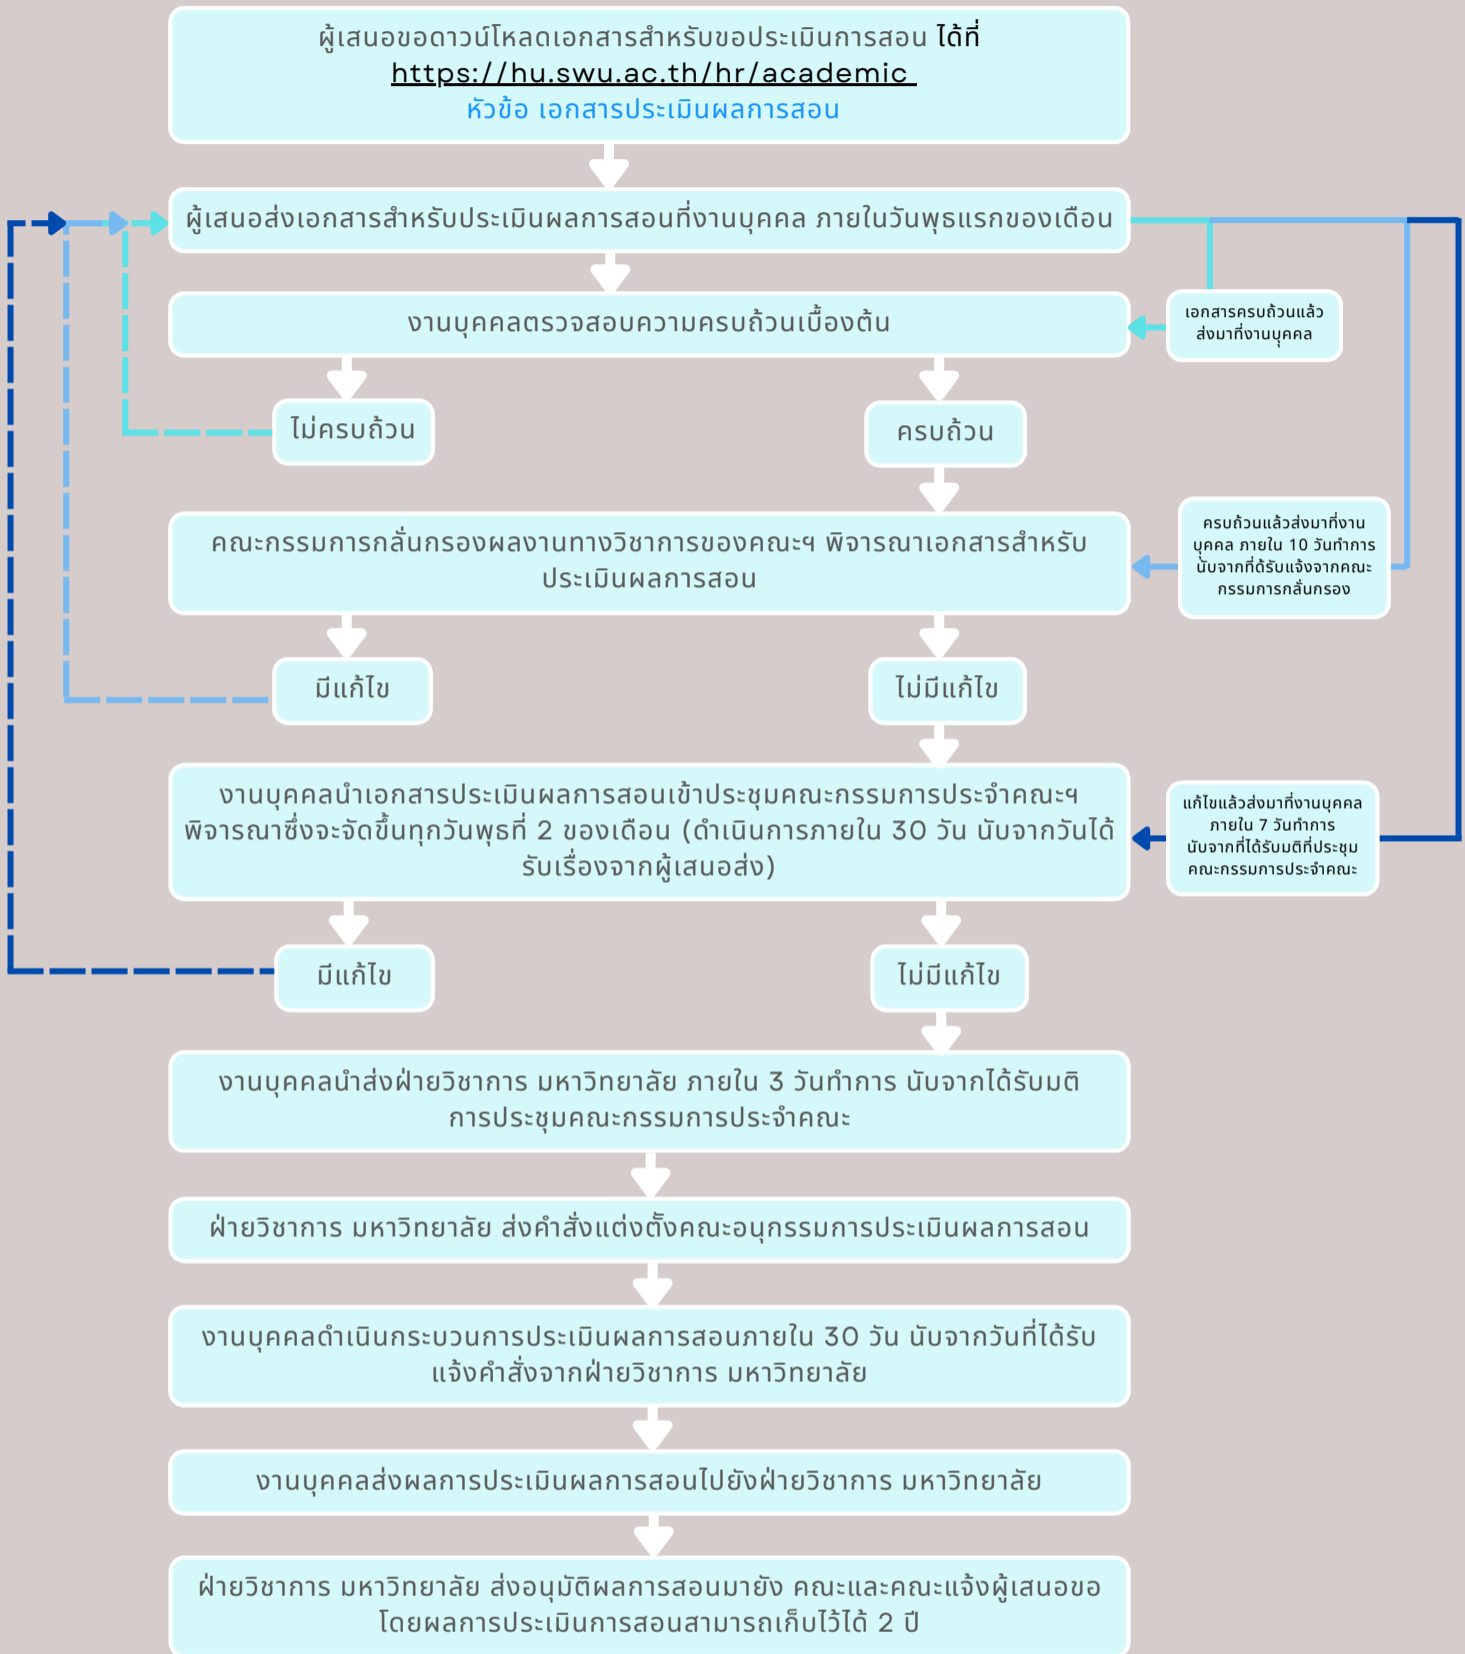 ผู้เสนอขอดาวน์โหลดเอกสารสำหรับขอประเมินการสอน ได้ที่
https://hu.swu.ac.th/hr/academic
หัวข้อ เอกสารประเมินผลการสอน
ผู้เสนอส่งเอกสารสำหรับประเมินผลการสอนที่งานบุคคล ภายในวันพุธแรกของเดือน
งานบุคคลตรวจสอบความครบถ้วนเบื้องต้น
เอกสารครบถ้วนแล้ว
ส่งมาที่งานบุคคล
ไม่ครบถ้วน
ครบถ้วน
คณะกรรมการกลั่นกรองผลงานทางวิชาการของคณะฯ พิจารณาเอกสารสำหรับ
ประเมินผลการสอน
ครบถ้วนแล้วส่งมาที่งาน
บุคคล ภายใน 10 วันทำการ
นับจากที่ด้รับแจ้งจากคณะ
กรรมการกลั่นกรอง
มีแก้ไข
ไม่มีแก้ไข
งานบุคคลนำเอกสารประเมินผลการสอนเข้าประชุมคณะกรรมการประจำคณะฯ
พิจารณาซึ่งจะจัดขึ้นทุกวันพุธที่ 2 ของเดือน (ดำเนินการภายใน 30 วัน นับจากวันได้
รับเรื่องจากผู้เสนอส่ง)
แก้ไขแล้วส่งมาที่งานบุคคล
ภายใน 7 วันทำการ
นับจากที่ได้รับมติที่ประชุม
คณะกรรมการประจำคณะ
มีแก้ไข
ไม่มีแก้ไข
งานบุคคลนำส่งฝ่ายวิชาการ มหาวิทยาลัย ภายใน 3 วันทำการ นับจากได้รับมติ
การประชุมคณะกรรมการประจำคณะ
ฝ่ายวิชาการ มหาวิทยาลัย ส่งคำสั่งแต่งตั้งคณะอนุกรรมการประเมินผลการสอน
งานบุคคลดำเนินกระบวนการประเมินผลการสอนภายใน 30 วัน นับจากวันที่ได้รับ
แจ้งคำสั่งจากฝ่ายวิชาการ มหาวิทยาลัย
งานบุคคลส่งผลการประเมินผลการสอนไปยังฝ่ายวิชาการ มหาวิทยาลัย
ฝ่ายวิชาการ มหาวิทยาลัย ส่งอนุมัติผลการสอนมายัง คณะและคณะแจ้งผู้เสนอขอ
โดยผลการประเมินการสอนสามารถเก็บไว้ได้ 2 ปี